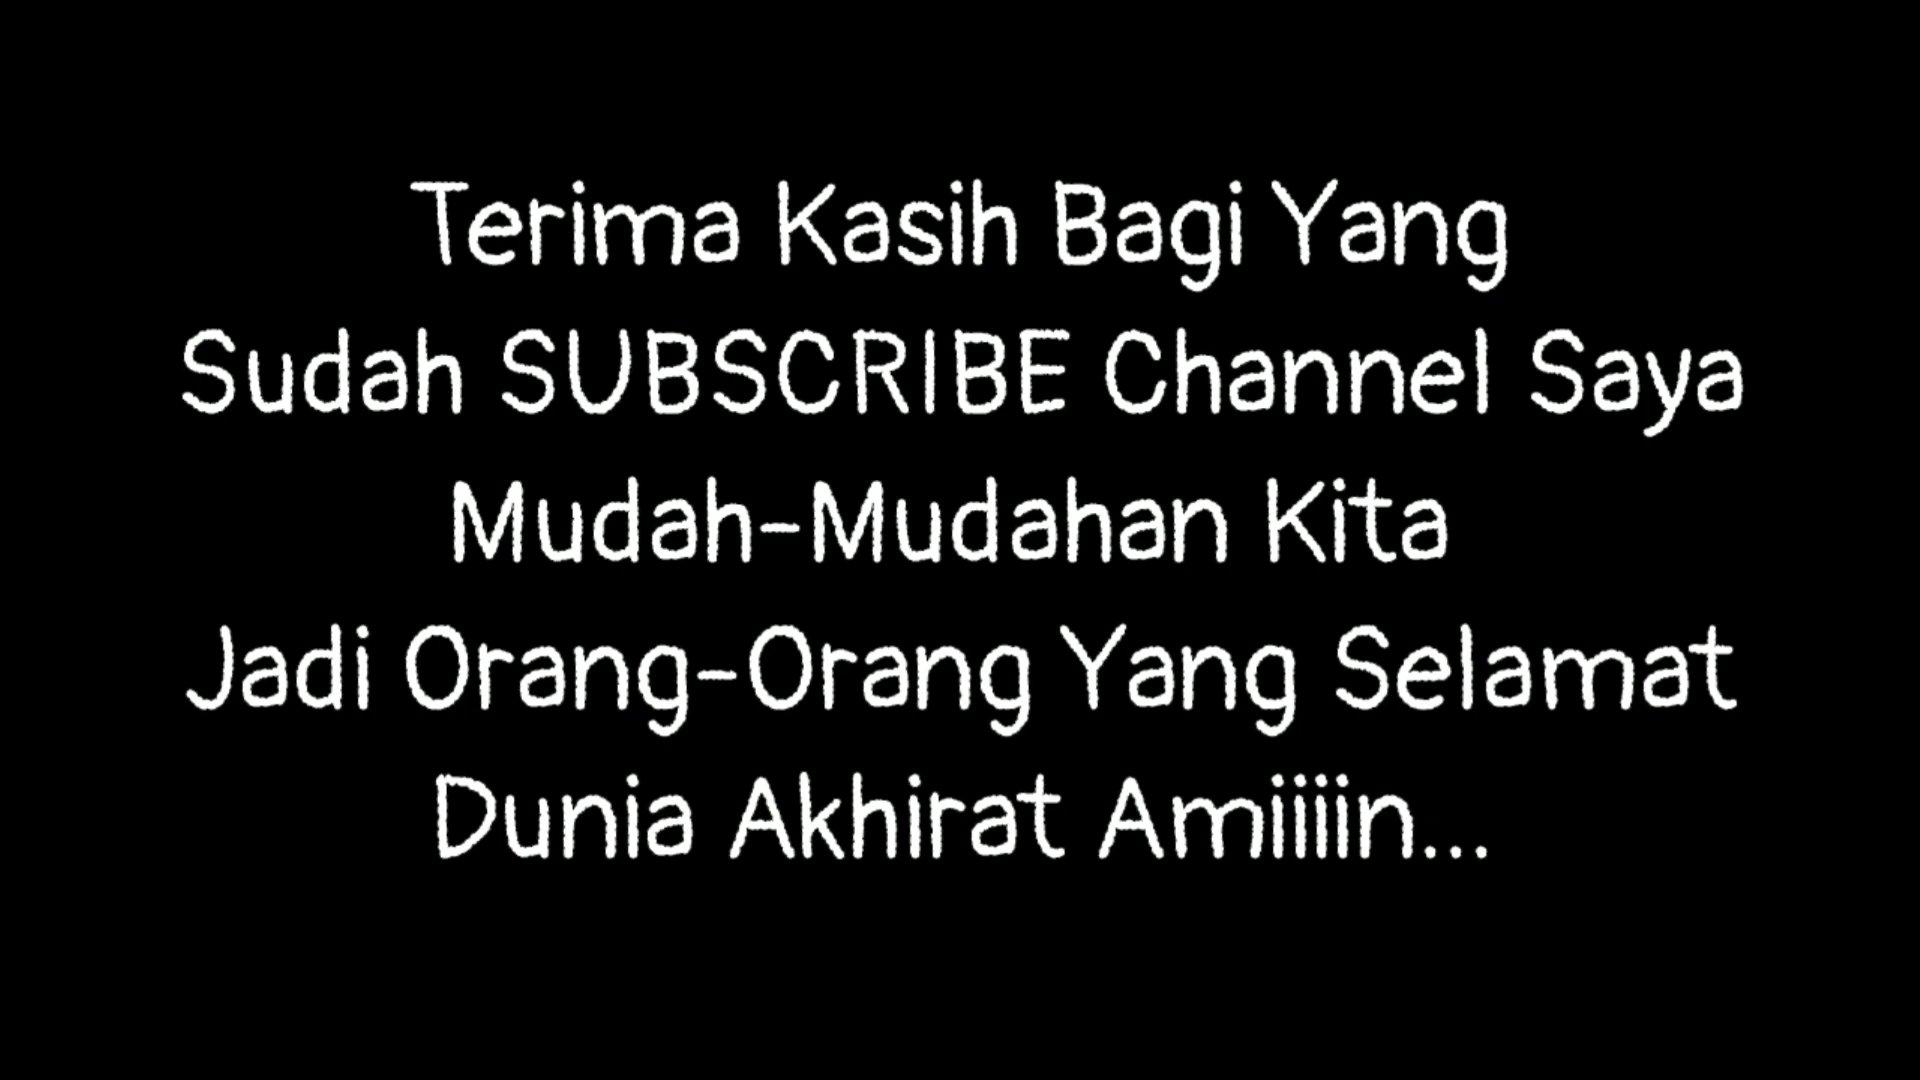 Terima Kasih Bagi Yang
Sudah SUBSCRIBE Channel Saya
Mudah-Mudahan Kita
Jadi Orang-Orang Yang Selamat
Dunia Akhirat Amiiiin...